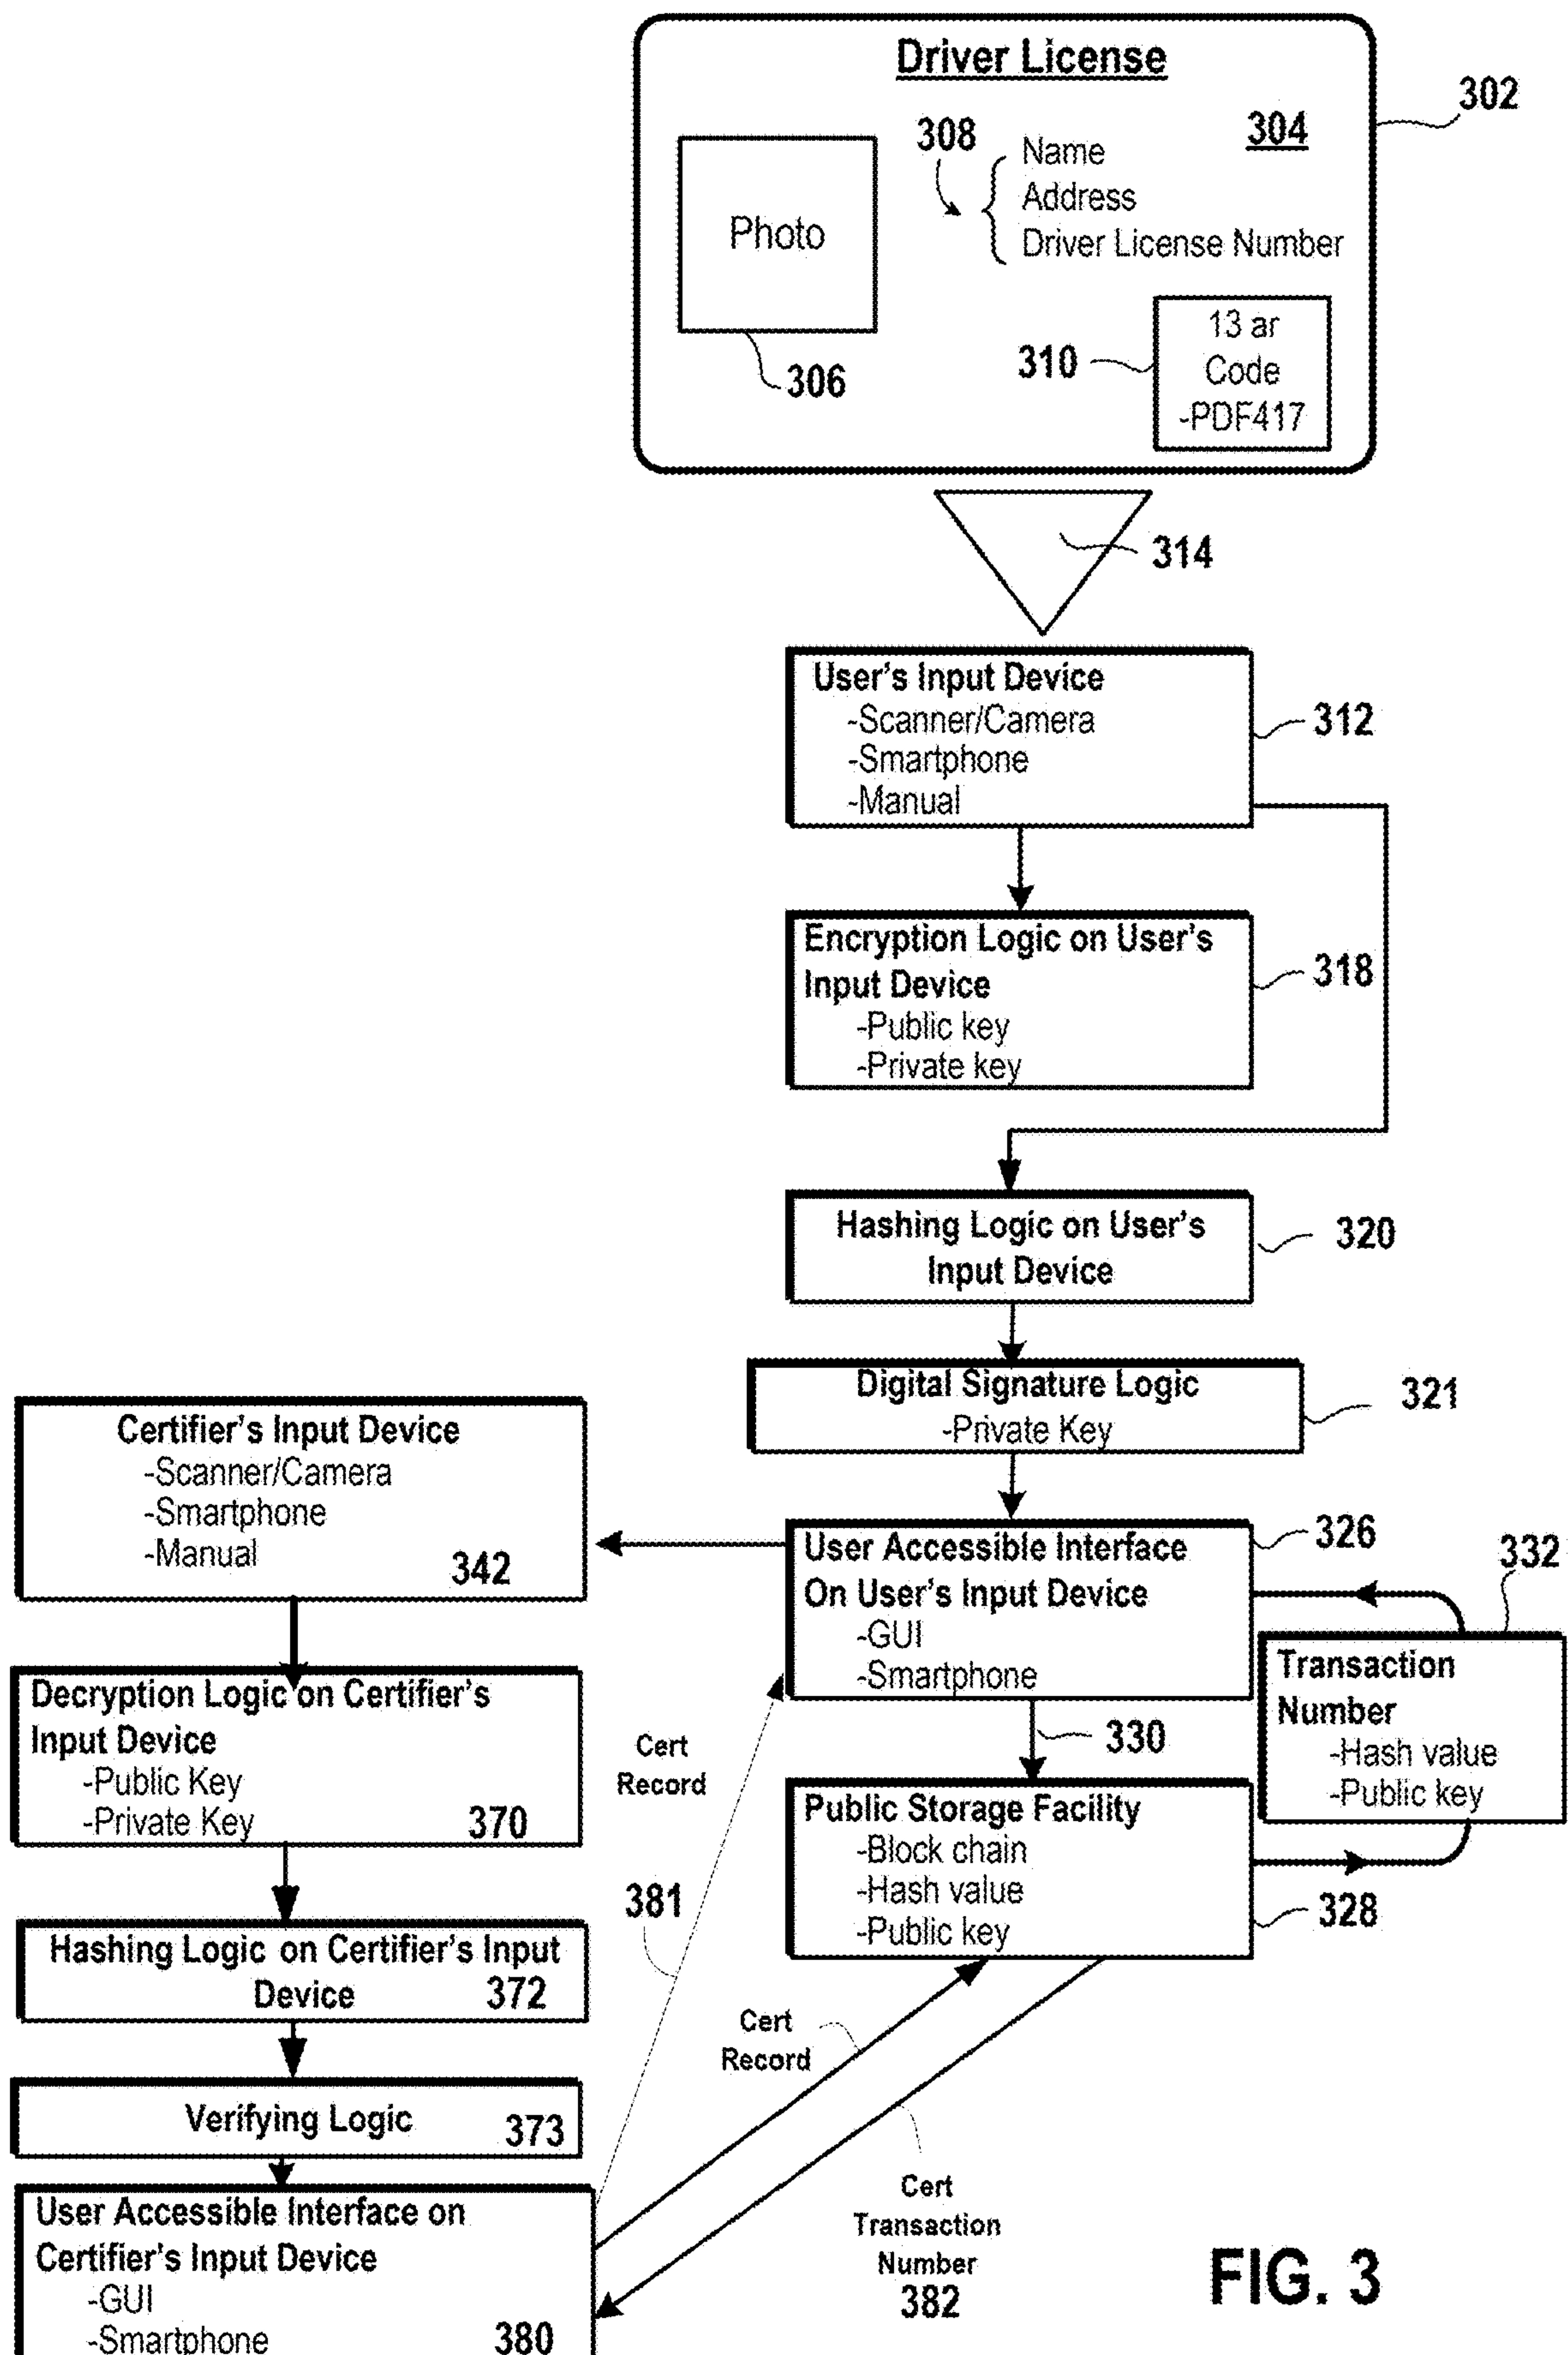 Driver License
302
304
308
Name
Address
Driver License Number
Photo
306
310
13 ar
Code
-PDF417
314
User's Input Device
-Scanner/Camera
-Smartphone
-Manual
312
Encryption Logic on User's
Input Device
-Public key
-Private key
318
Hashing Logic on User's
Input Device
320
Digital Signature Logic
-Private Key
321
Certifier's Input Device
-Scanner/Camera
-Smartphone
-Manual
342
User Accessible Interface
On User's Input Device
-GUI
-Smartphone
326
332
Transaction
Number
-Hash value
-Public key
330
Decryption Logic on Certifier's
Input Device
-Public Key
-Private Key
370
Cert
Record
Public Storage Facility
-Block chain
-Hash value
-Public key
328
381
Hashing Logic on Certifier's Input
Device
372
Cert
Record
Verifying Logic
373
User Accessible Interface on
Certifier's Input Device
-GUI
-Smartphone
380
Cert
Transaction
Number
382
FIG. 3